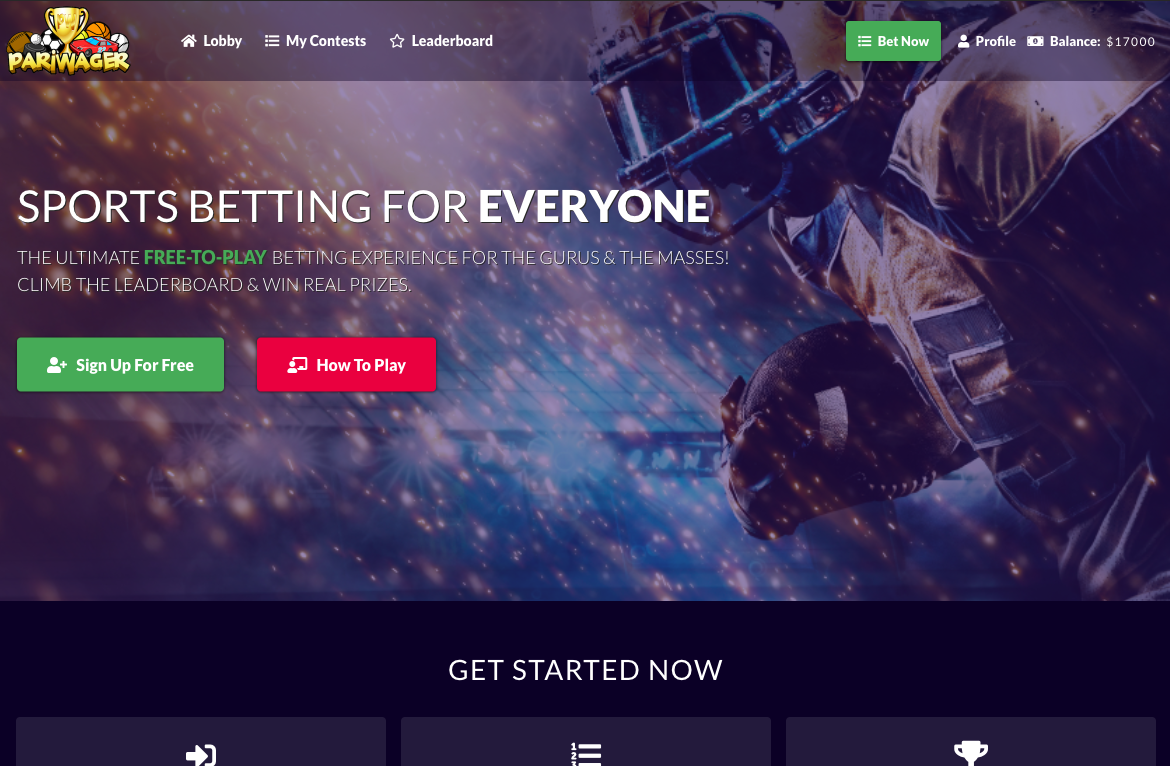 PARIWAGER
Lobby
My Contests
Leaderboard
Bet Now
Profile
Balance: $17000
SPORTS BETTING FOR EVERYONE
THE ULTIMATE FREE-TO-PLAY BETTING EXPERIENCE FOR THE GURUS & THE MASSES!
CLIMB THE LEADERBOARD & WIN REAL PRIZES.
Sign Up For Free
How To Play
GET STARTED NOW